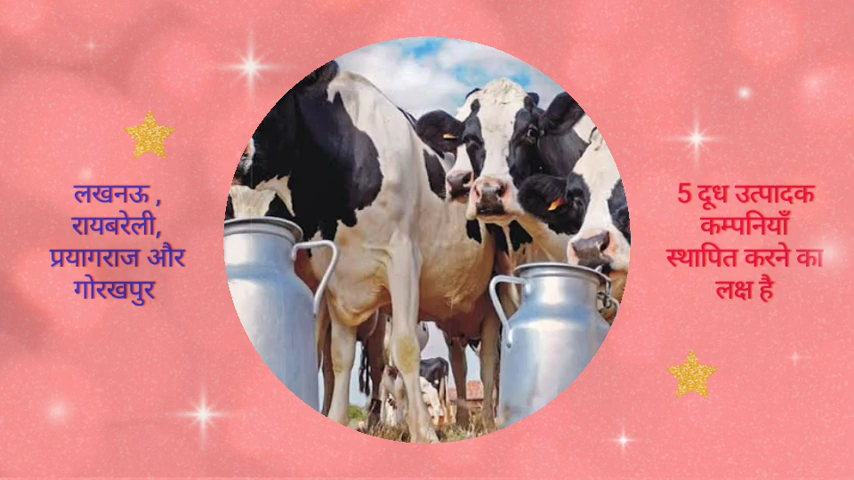 लखनऊ ,
रायबरेली,
प्रयागराज और
गोरखपुर
5 दूध उत्पादक
कम्पनियाँ
स्थापित करने का
लक्ष है